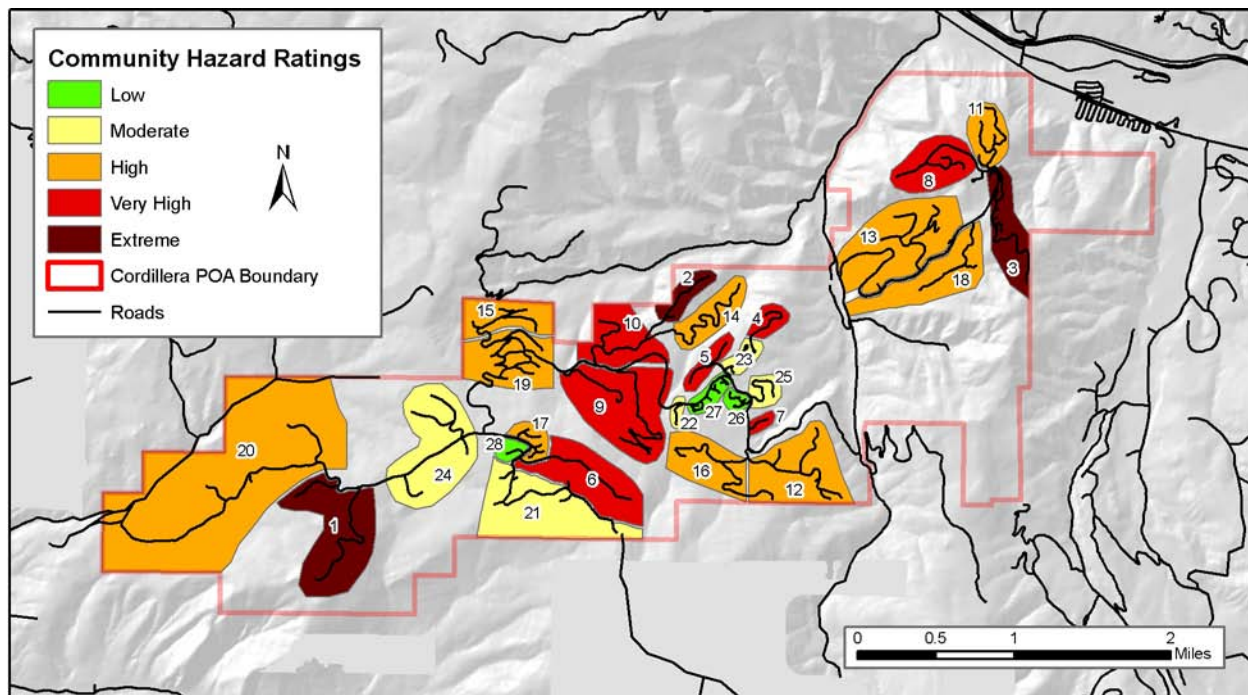 Community Hazard Ratings
Low
Moderate
High
Very High
Extreme
Cordillera POA Boundary
Roads
N
11
8
13
3
18
2
15
10
14
4
5
23
19
25
9
27
26
22
7
17
28
20
24
6
16
12
21
1
0 0.5 1 2
Miles